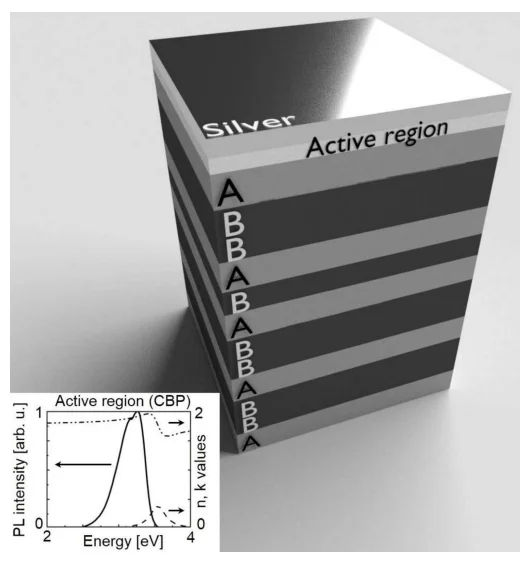 Silver
Active region
A
B
B
A
B
A
B
B
A
B
B
A
Active region (CBP)
PL intensity [arb. u.]
1
0
2
0
n, k values
2
4
Energy [eV]